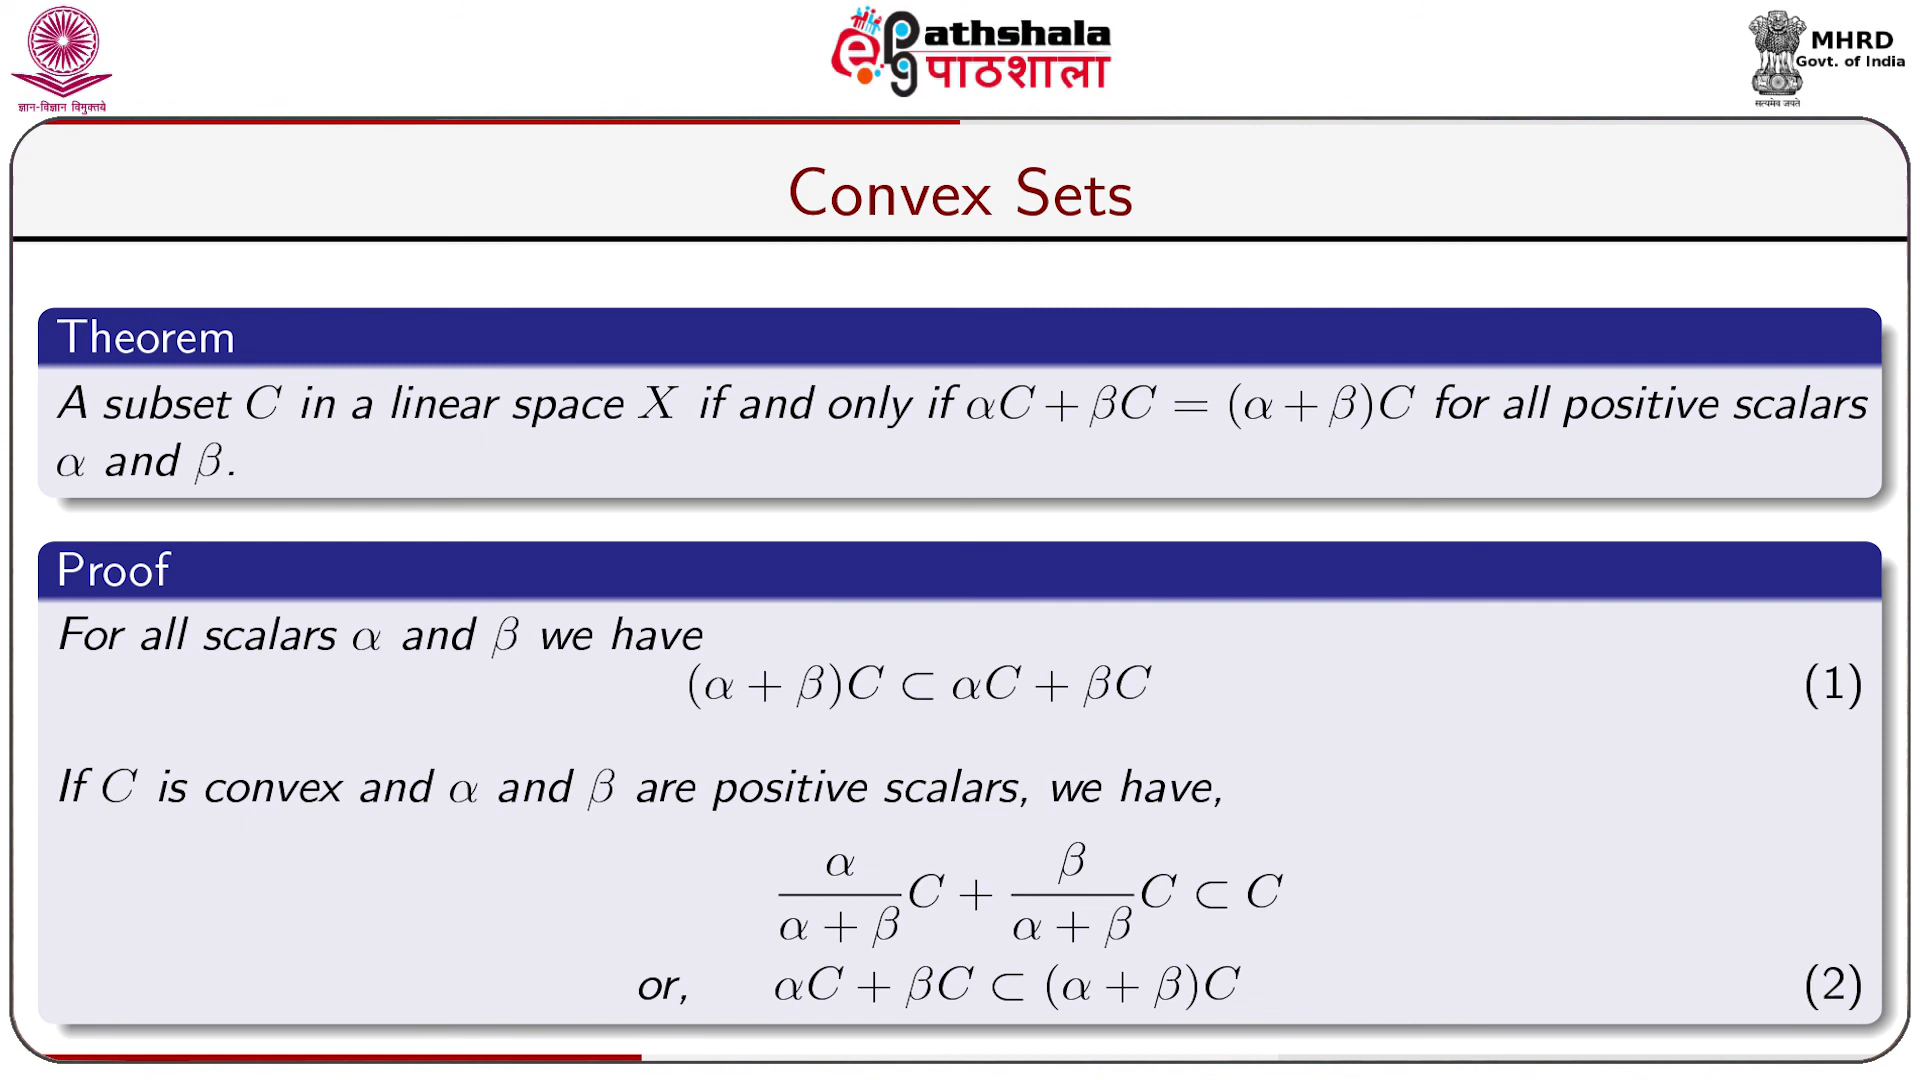 ज्ञान-विज्ञान विमुक्तये
ePathshala
पाठशाला
MHRD
Govt. of India
सत्यमेव जयते
Convex Sets
Theorem
A subset C in a linear space X if and only if αC + βC = (α + β)C for all positive scalars
α and β.
Proof
For all scalars α and β we have
(α + β)C ⊂ αC + βC (1)
If C is convex and α and β are positive scalars, we have,
α/(α + β) C + β/(α + β) C ⊂ C
or, αC + βC ⊂ (α + β)C (2)